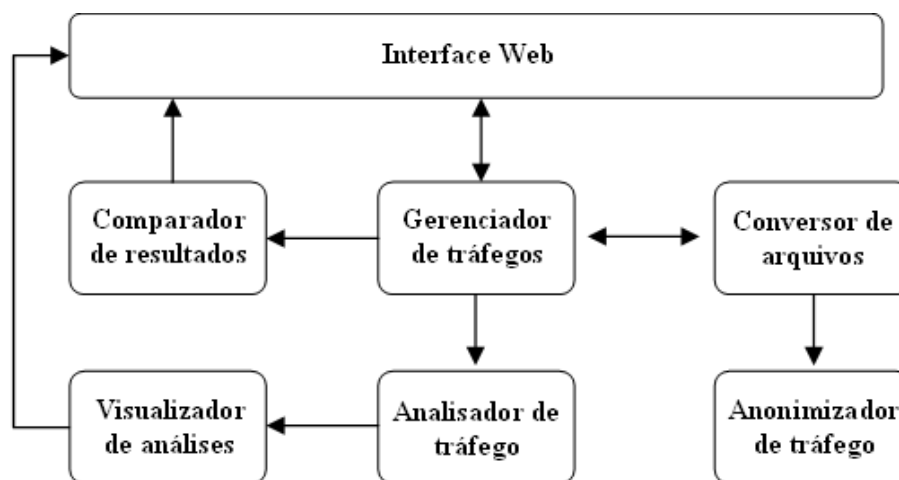 Interface Web
Comparador
de resultados
Gerenciador
de tráfegos
Conversor de
arquivos
Visualizador
de análises
Analisador de
tráfego
Anonimizador
de tráfego